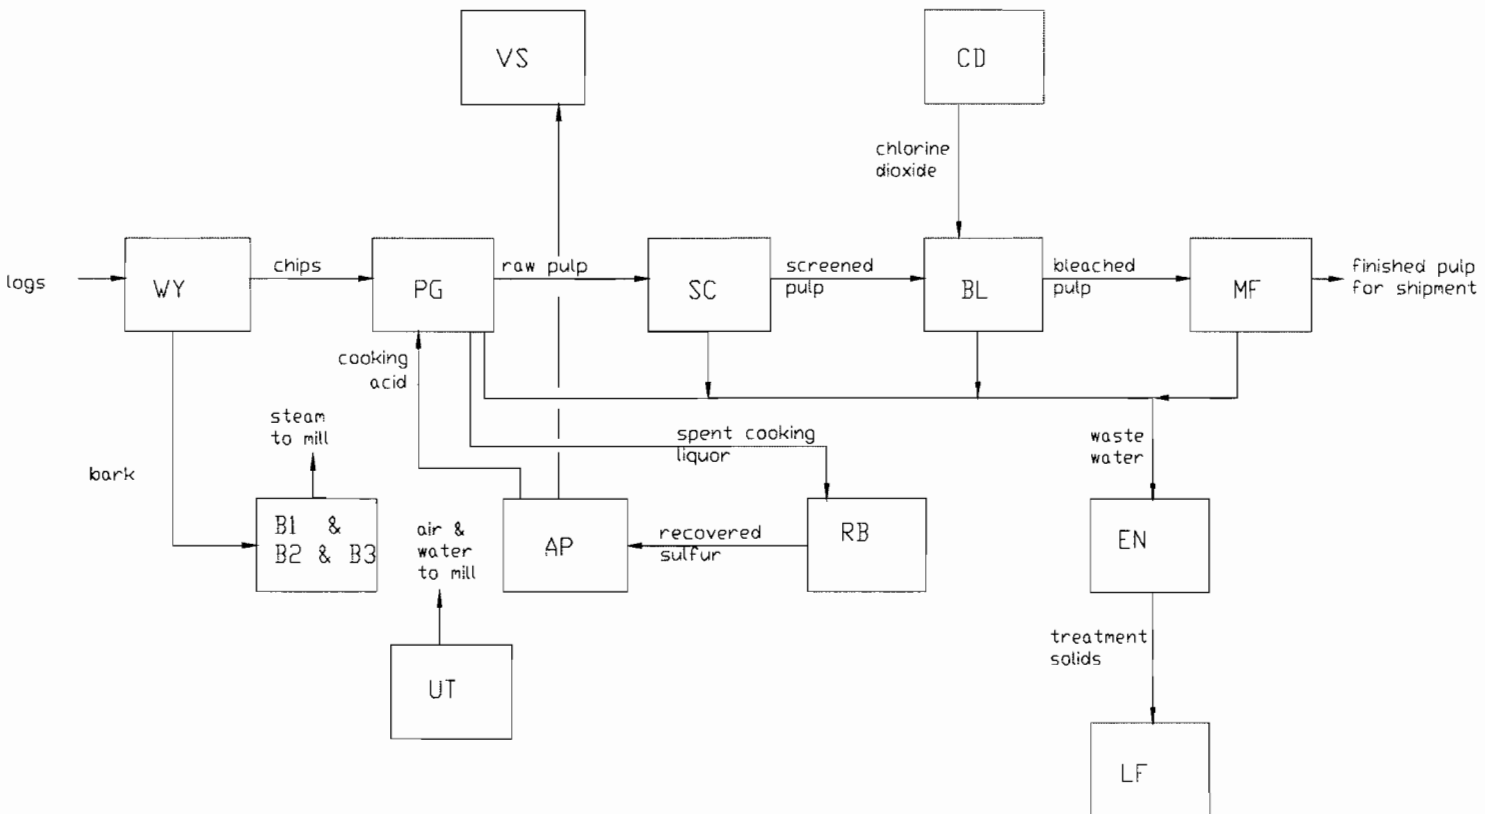 VS
CD
chlorine
dioxide
logs
WY
chips
PG
raw pulp
SC
screened
pulp
BL
bleached
pulp
MF
finished pulp
for shipment
cooking
acid
steam
to mill
bark
B1 &
B2 & B3
air &
water
to mill
AP
spent cooking
liquor
recovered
sulfur
RB
waste
water
EN
UT
treatment
solids
LF